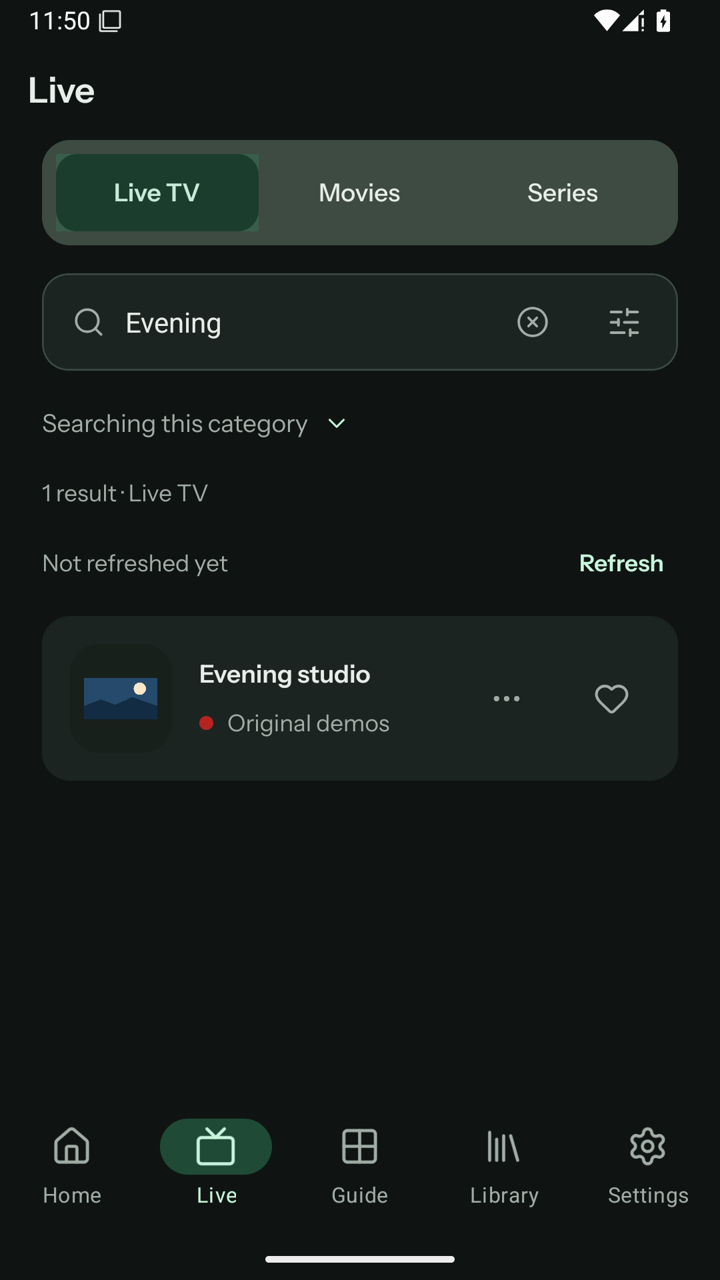 11:50
Live
Live TV
Movies
Series
Evening
Searching this category
1 result · Live TV
Not refreshed yet
Refresh
Evening studio
Original demos
Home
Live
Guide
Library
Settings